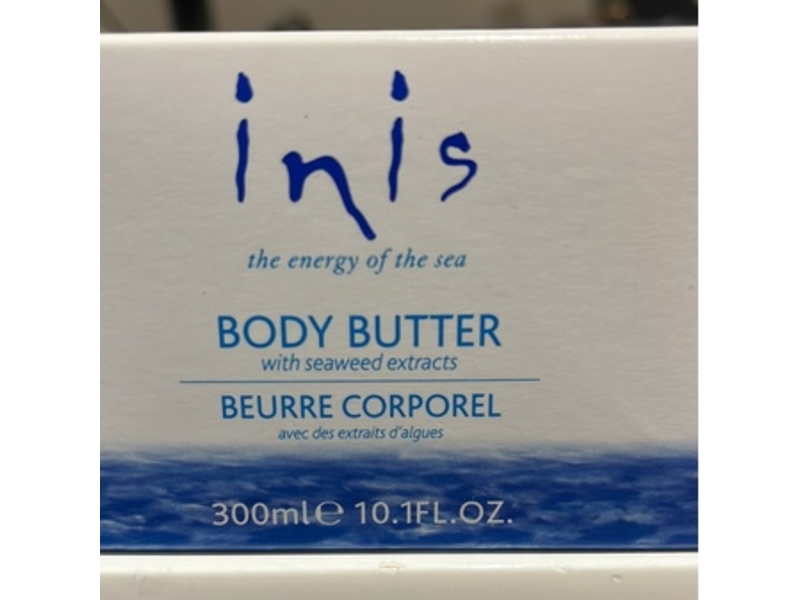 inis
the energy of the sea
BODY BUTTER
with seaweed extracts
BEURRE CORPOREL
avec des extraits d'algues
300ml℮ 10.1FL.OZ.